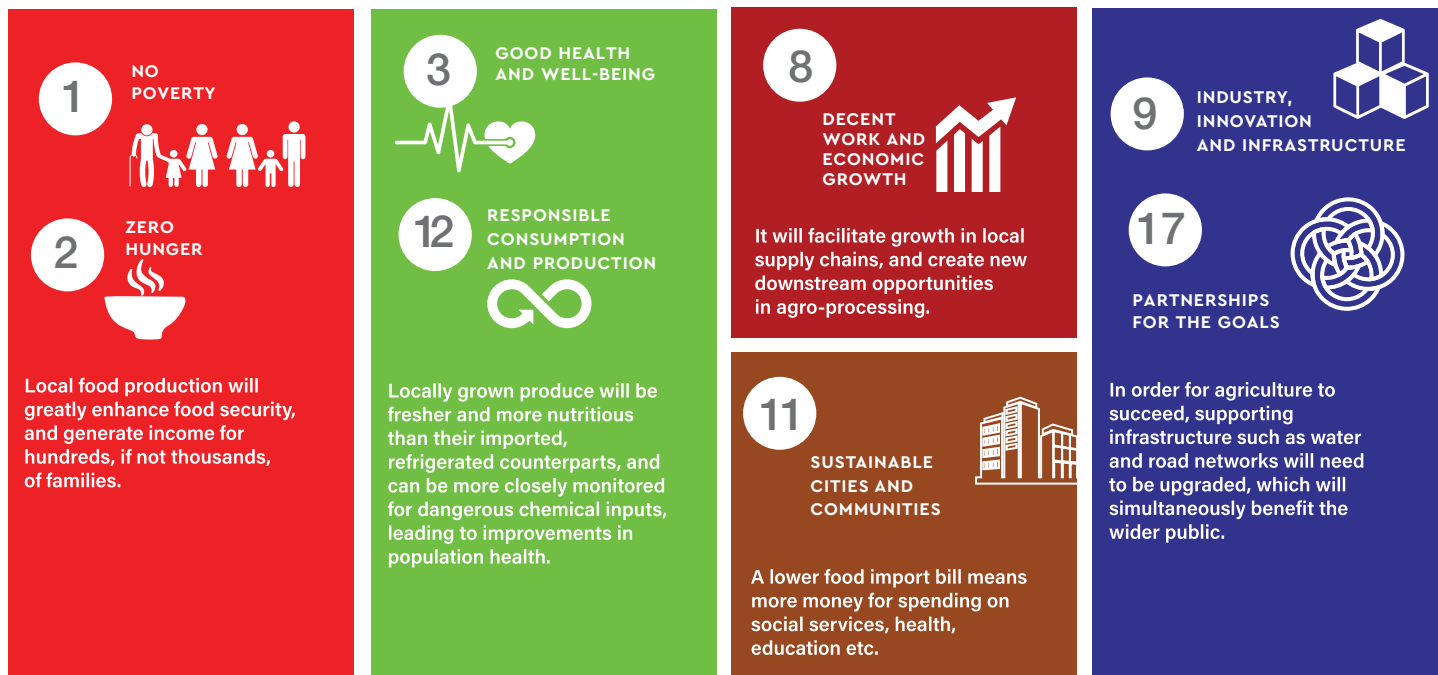 1
NO
POVERTY
2
ZERO
HUNGER
Local food production will
greatly enhance food security,
and generate income for
hundreds, if not thousands,
of families.
3
GOOD HEALTH
AND WELL-BEING
12
RESPONSIBLE
CONSUMPTION
AND PRODUCTION
Locally grown produce will be
fresher and more nutritious
than their imported,
refrigerated counterparts, and
can be more closely monitored
for dangerous chemical inputs,
leading to improvements in
population health.
8
DECENT
WORK AND
ECONOMIC
GROWTH
It will facilitate growth in local
supply chains, and create new
downstream opportunities
in agro-processing.
11
SUSTAINABLE
CITIES AND
COMMUNITIES
A lower food import bill means
more money for spending on
social services, health,
education etc.
9
INDUSTRY,
INNOVATION
AND INFRASTRUCTURE
17
PARTNERSHIPS
FOR THE GOALS
In order for agriculture to
succeed, supporting
infrastructure such as water
and road networks will need
to be upgraded, which will
simultaneously benefit the
wider public.